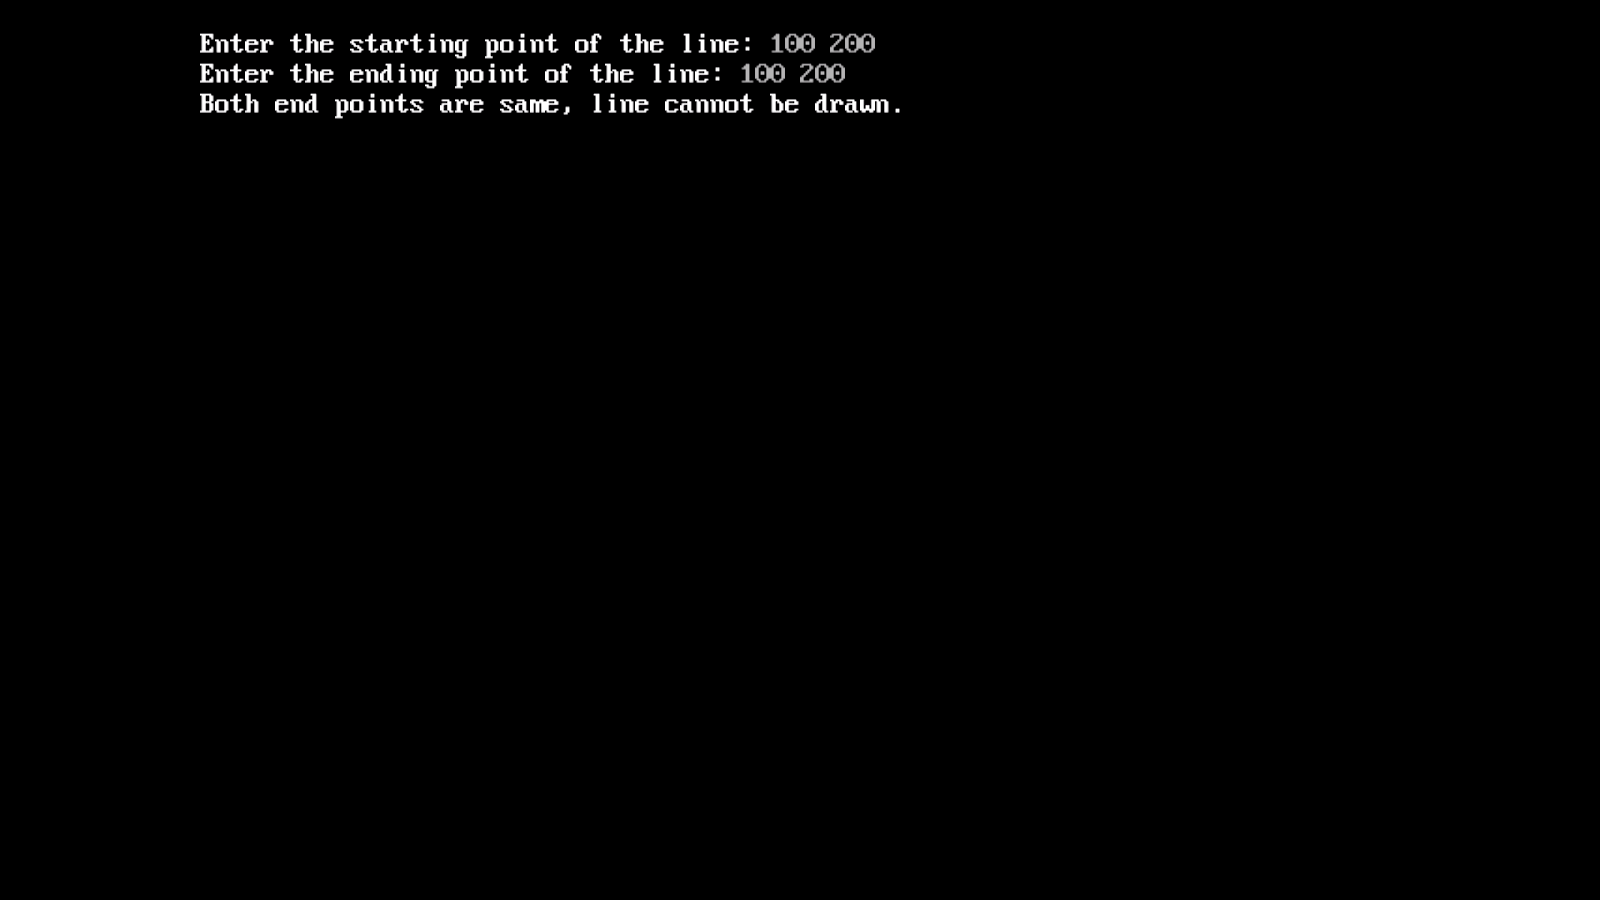 Enter the starting point of the line: 100 200
Enter the ending point of the line: 100 200
Both end points are same, line cannot be drawn.